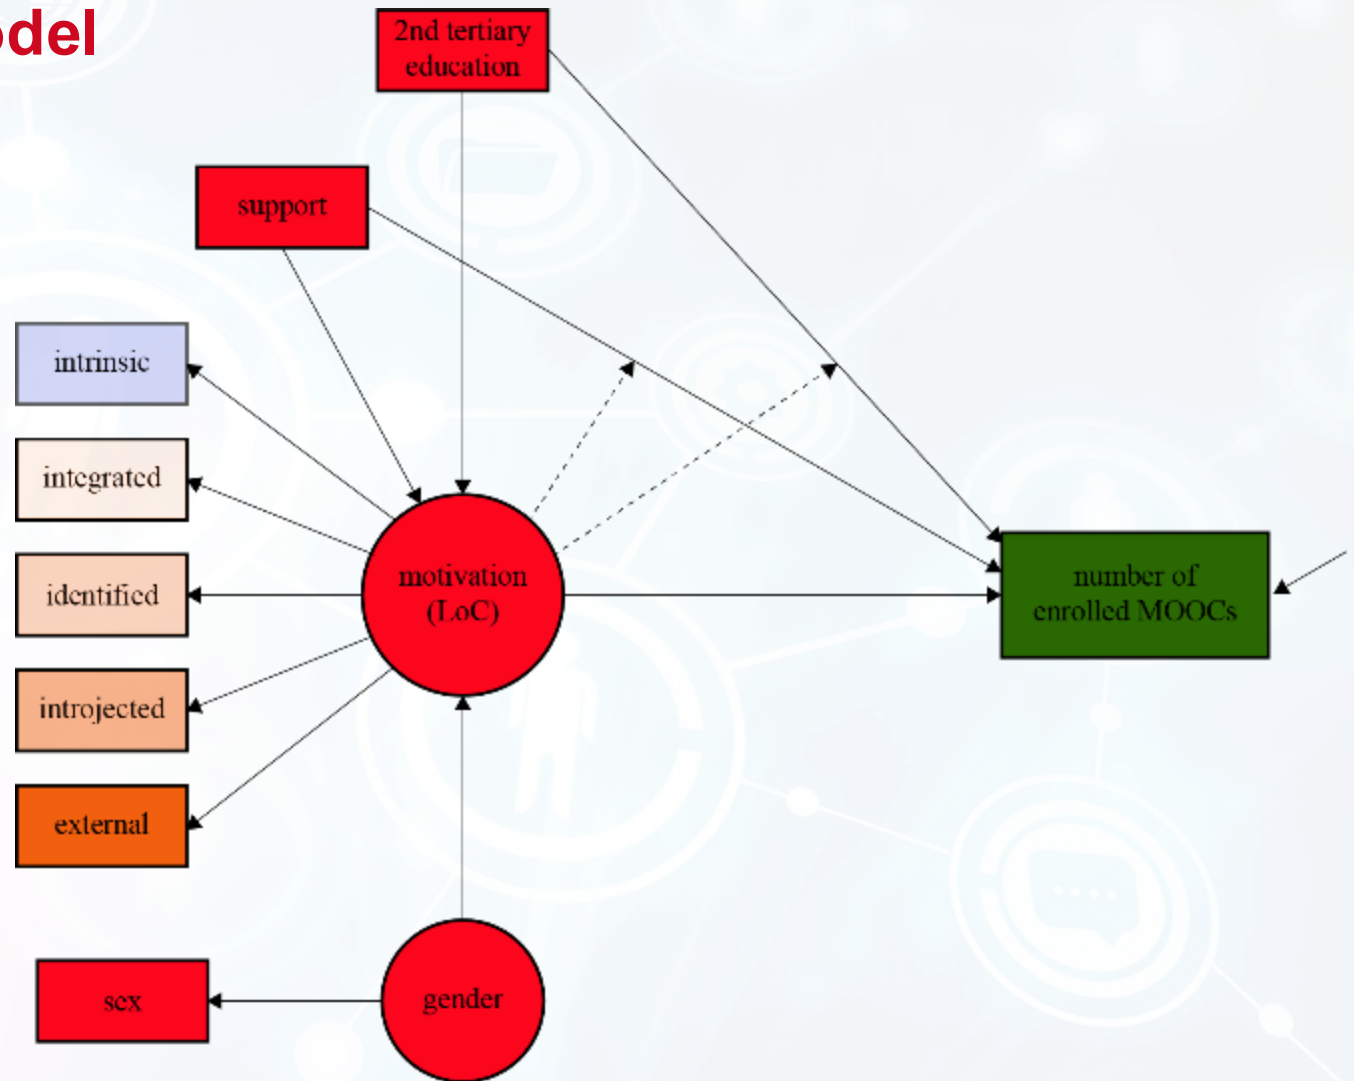 odel
2nd tertiary
education
support
intrinsic
integrated
identified
introjected
external
motivation
(LoC)
number of
enrolled MOOCs
sex
gender